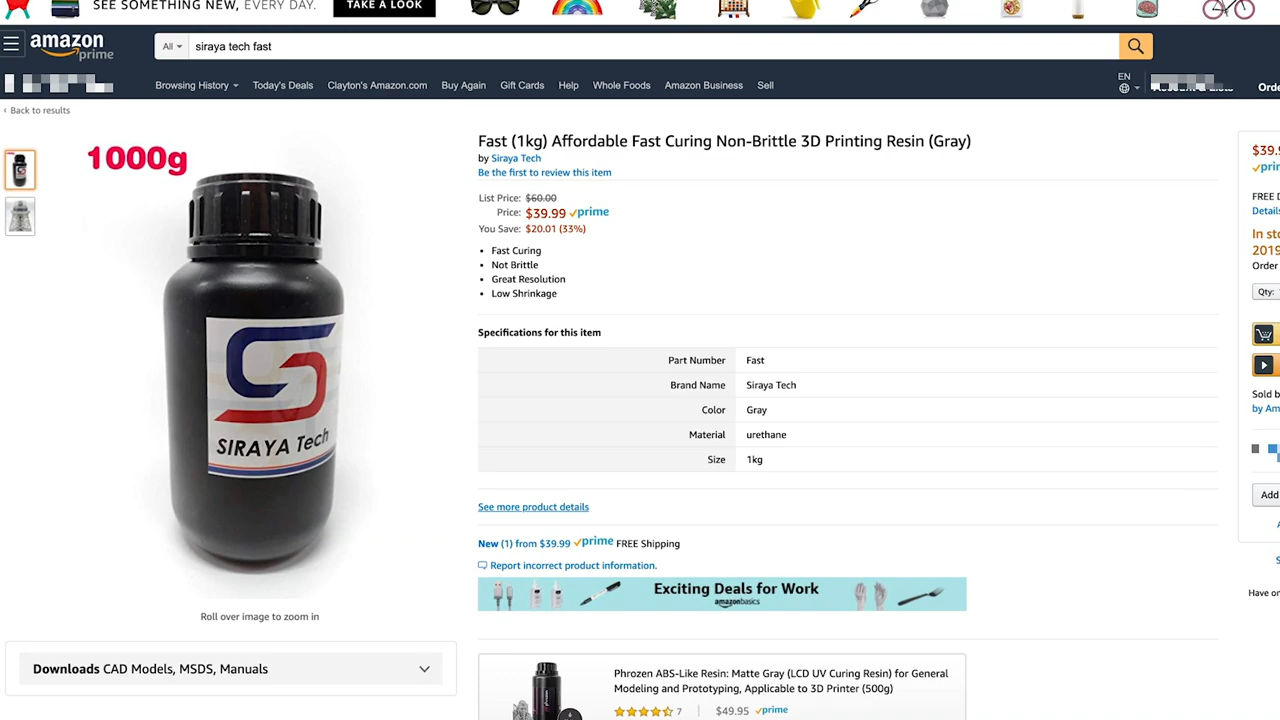 SEE SOMETHING NEW, EVERY DAY. TAKE A LOOK
amazon prime
All siraya tech fast
EN
Browsing History Today's Deals Clayton's Amazon.com Buy Again Gift Cards Help Whole Foods Amazon Business Sell
Orde
‹ Back to results
1000g
SIRAYA Tech
Roll over image to zoom in
Downloads CAD Models, MSDS, Manuals
Fast (1kg) Affordable Fast Curing Non-Brittle 3D Printing Resin (Gray)
by Siraya Tech
Be the first to review this item
List Price: $60.00
Price: $39.99 prime
You Save: $20.01 (33%)
• Fast Curing
• Not Brittle
• Great Resolution
• Low Shrinkage
Specifications for this item
Part Number Fast
Brand Name Siraya Tech
Color Gray
Material urethane
Size 1kg
See more product details
New (1) from $39.99 prime FREE Shipping
Report incorrect product information.
Exciting Deals for Work
amazonbasics
Phrozen ABS-Like Resin: Matte Gray (LCD UV Curing Resin) for General
Modeling and Prototyping, Applicable to 3D Printer (500g)
7 | $49.95 prime
$39.9
prim
FREE D
Details
In sto
2019
Order
Qty:
Sold b
by Am
Add
Have on